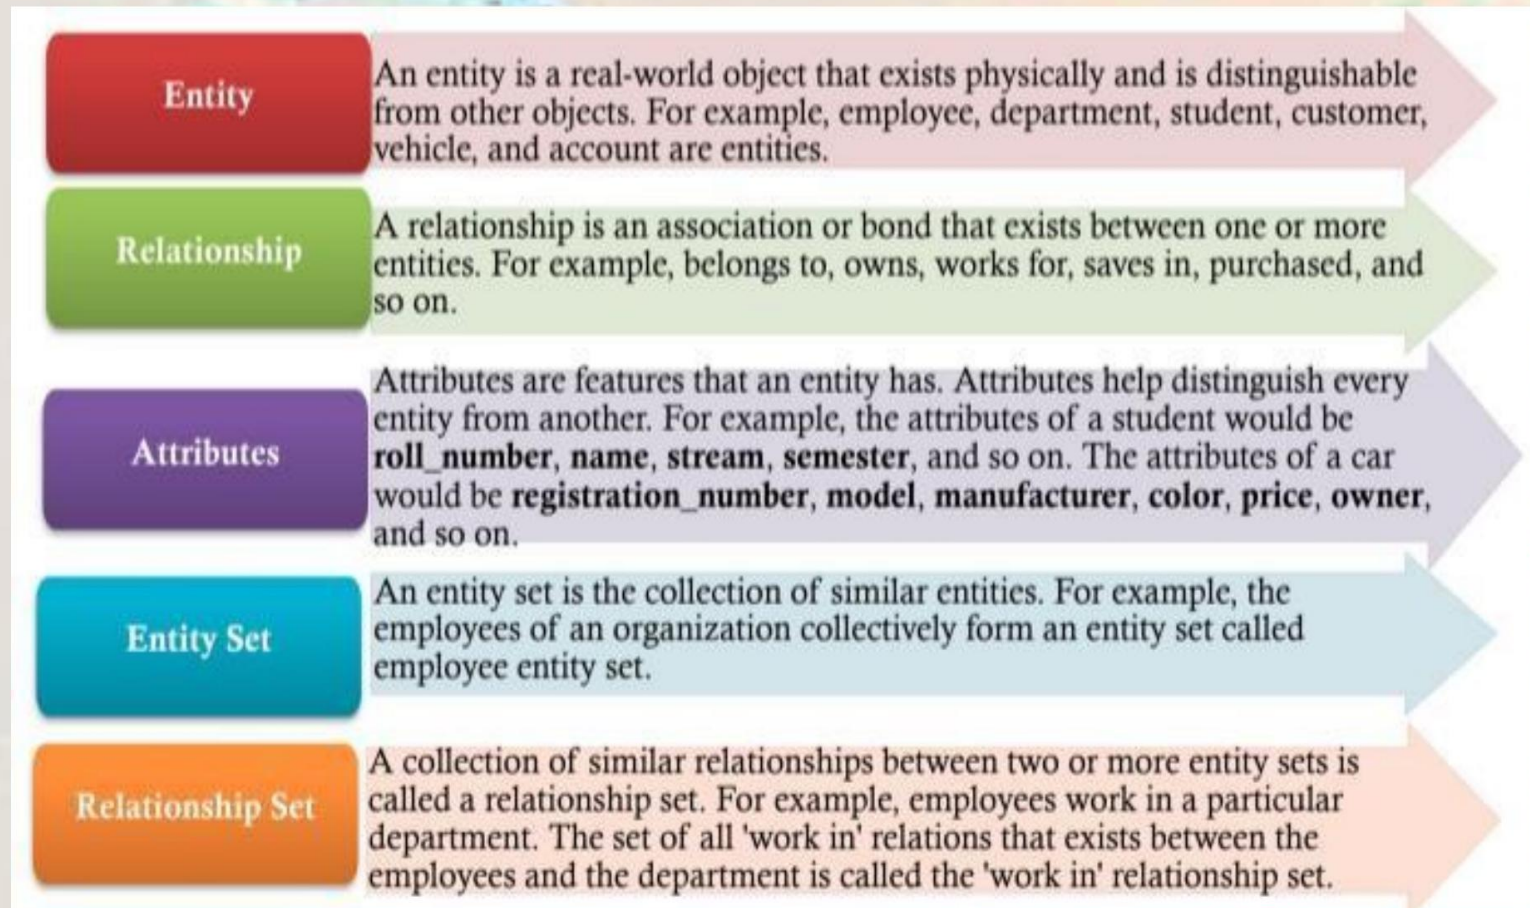 Entity
An entity is a real-world object that exists physically and is distinguishable
from other objects. For example, employee, department, student, customer,
vehicle, and account are entities.
Relationship
A relationship is an association or bond that exists between one or more
entities. For example, belongs to, owns, works for, saves in, purchased, and
so on.
Attributes
Attributes are features that an entity has. Attributes help distinguish every
entity from another. For example, the attributes of a student would be
roll_number, name, stream, semester, and so on. The attributes of a car
would be registration_number, model, manufacturer, color, price, owner,
and so on.
Entity Set
An entity set is the collection of similar entities. For example, the
employees of an organization collectively form an entity set called
employee entity set.
Relationship Set
A collection of similar relationships between two or more entity sets is
called a relationship set. For example, employees work in a particular
department. The set of all 'work in' relations that exists between the
employees and the department is called the 'work in' relationship set.